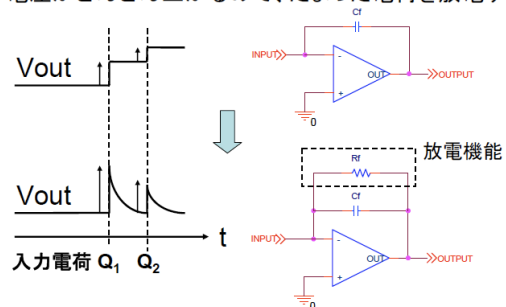 Vout
Vout
t
入力電荷 Q1 Q2
Cf
INPUT
-
+
OUT
OUTPUT
0
放電機能
Rf
Cf
INPUT
-
+
OUT
OUTPUT
0